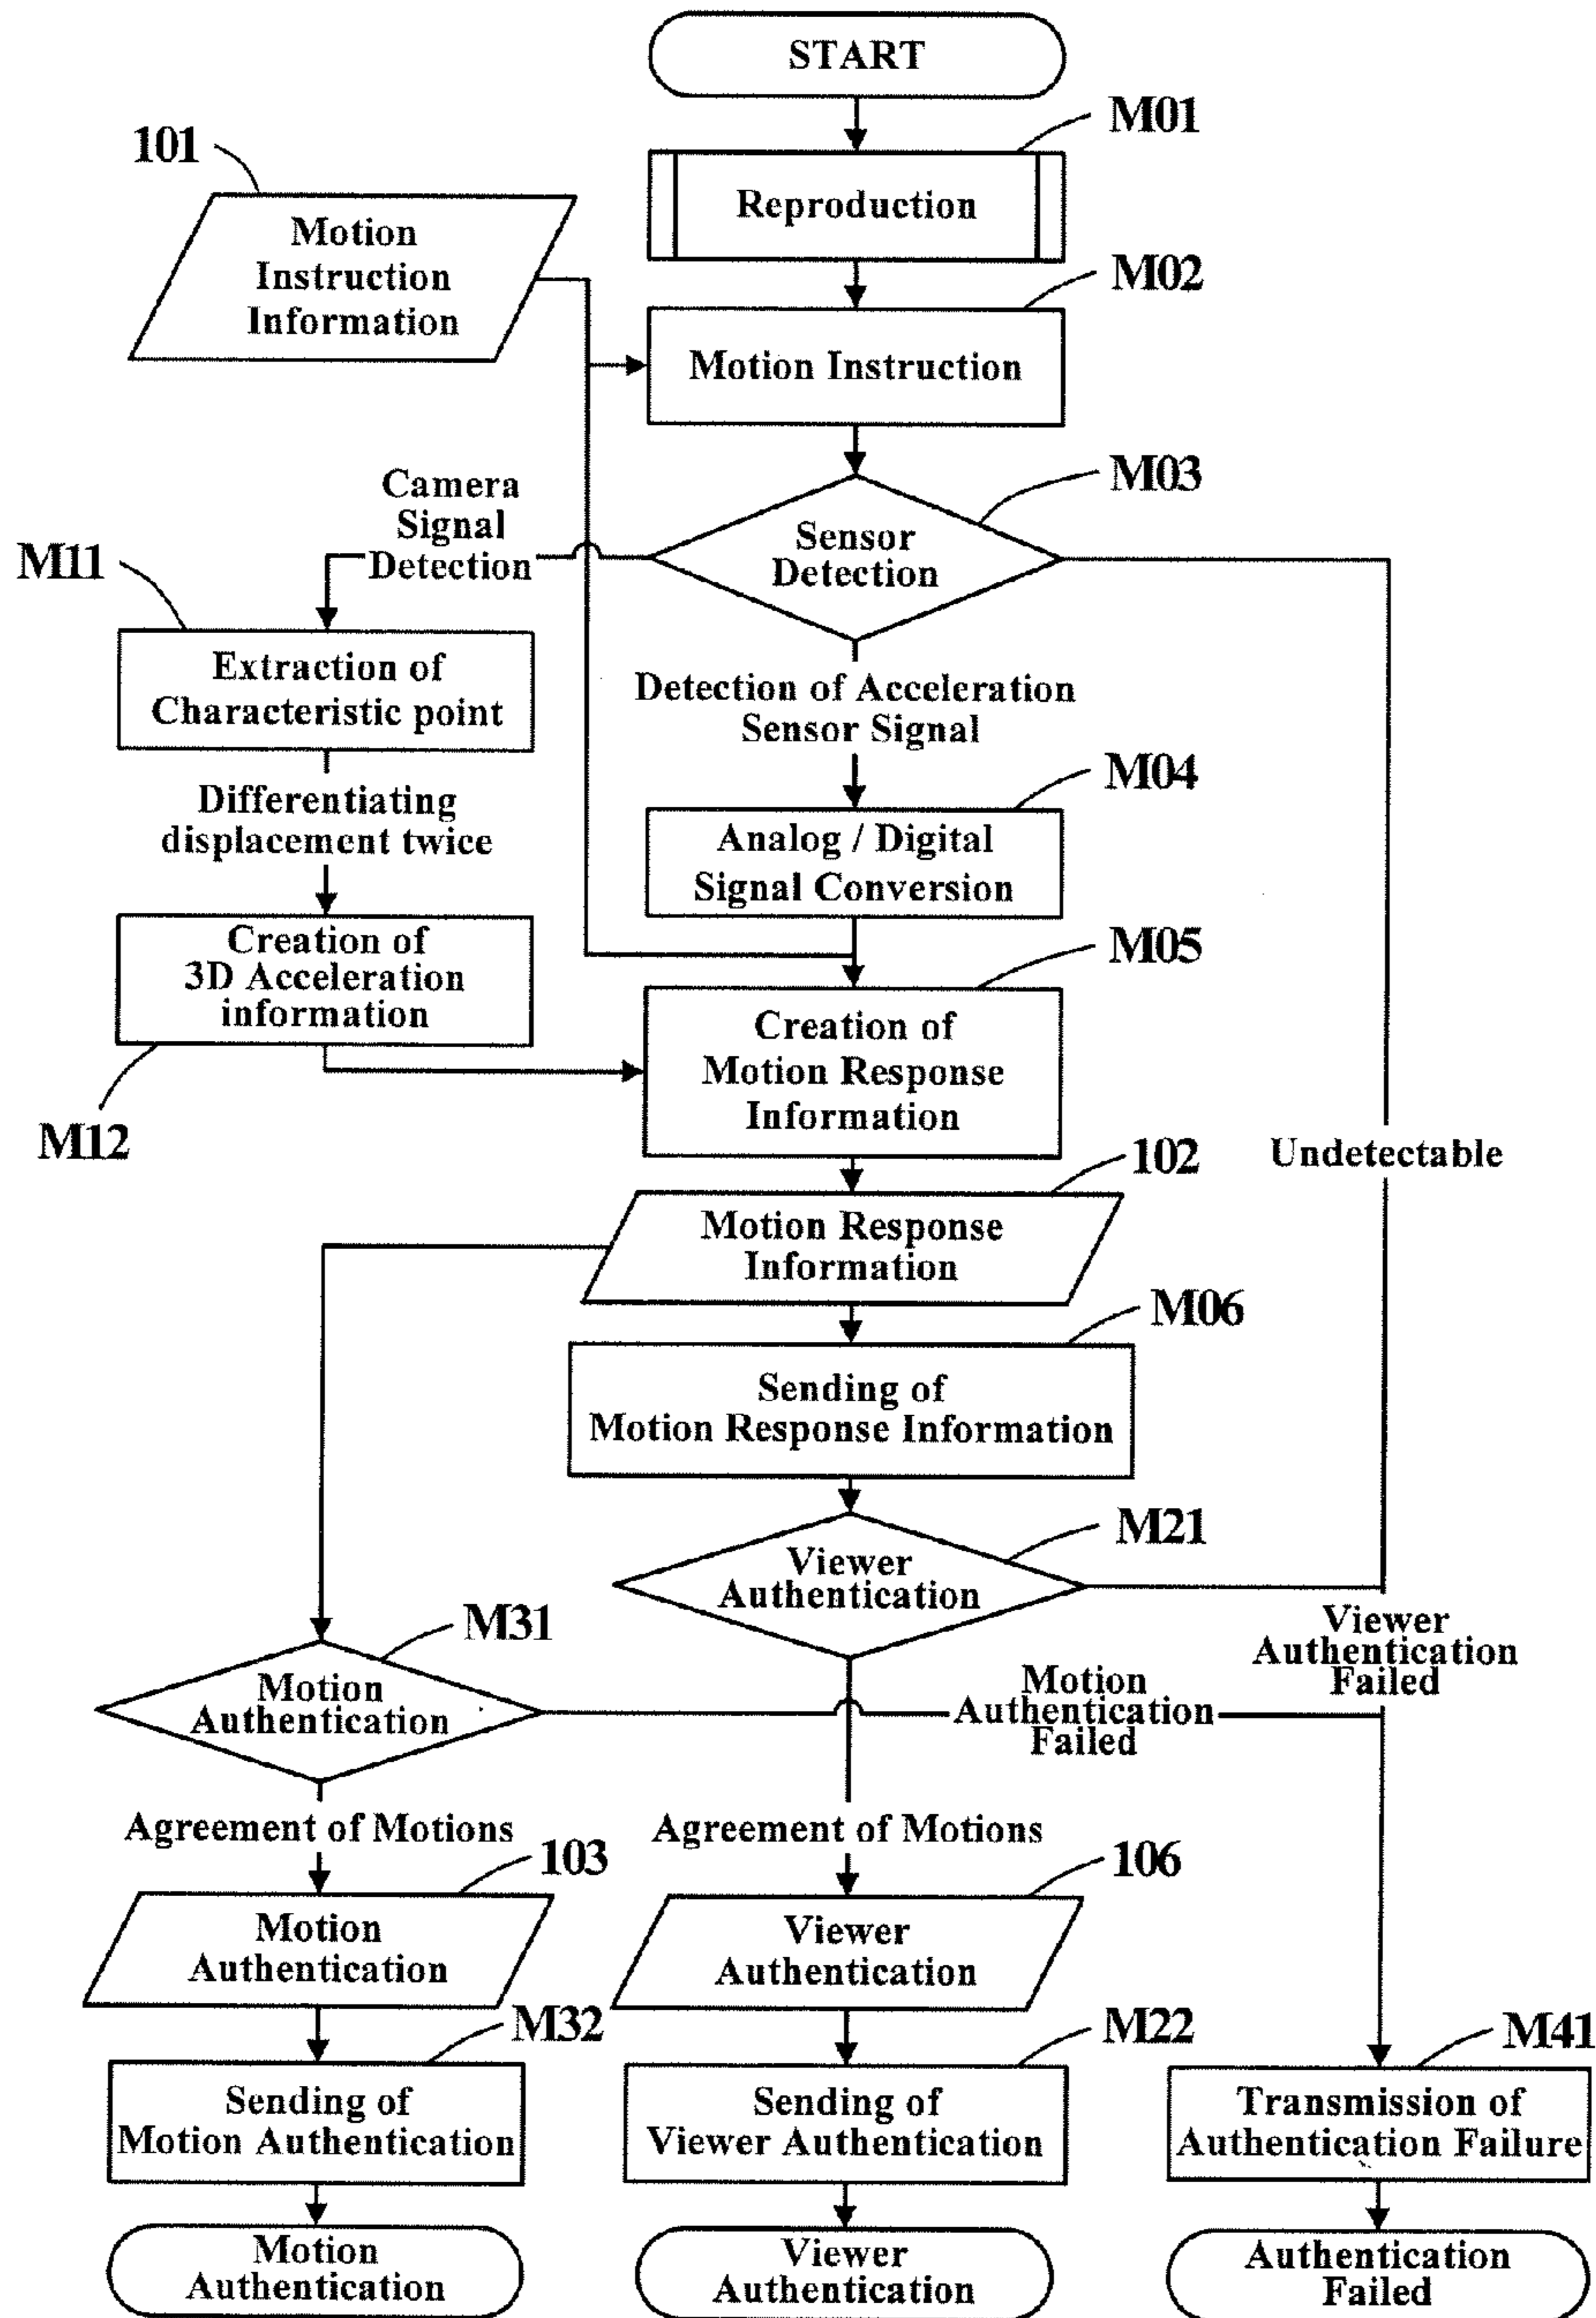 START
M01
101
Reproduction
Motion
Instruction
Information
M02
Motion Instruction
M03
Camera
Signal
Detection
Sensor
Detection
M11
Extraction of
Characteristic point
Detection of Acceleration
Sensor Signal
M04
Differentiating
displacement twice
Analog / Digital
Signal Conversion
M05
Creation of
3D Acceleration
information
Creation of
Motion Response
Information
M12
102
Undetectable
Motion Response
Information
M06
Sending of
Motion Response Information
M21
Viewer
Authentication
M31
Viewer
Authentication
Failed
Motion
Authentication
Motion
Authentication
Failed
Agreement of Motions
Agreement of Motions
103
106
Motion
Authentication
Viewer
Authentication
M32
M22
M41
Sending of
Motion Authentication
Sending of
Viewer Authentication
Transmission of
Authentication Failure
Motion
Authentication
Viewer
Authentication
Authentication
Failed